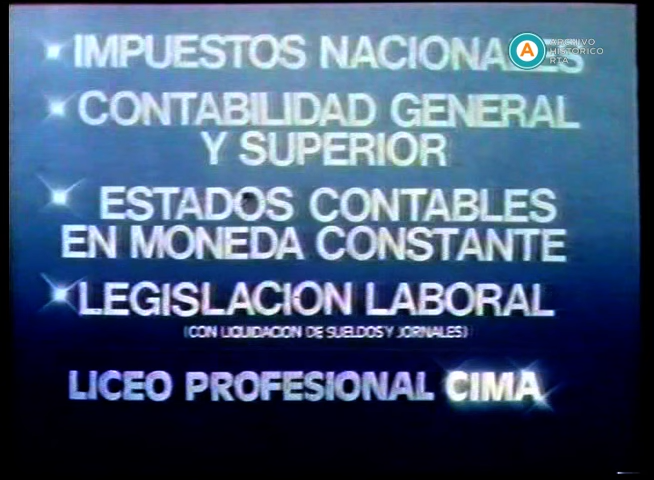 IMPUESTOS NACIONALES
CONTABILIDAD GENERAL
Y SUPERIOR
ESTADOS CONTABLES
EN MONEDA CONSTANTE
LEGISLACION LABORAL
(CON LIQUIDACION DE SUELDOS Y JORNALES)
LICEO PROFESIONAL CIMA
A
ARCHIVO
HISTÓRICO
RTA